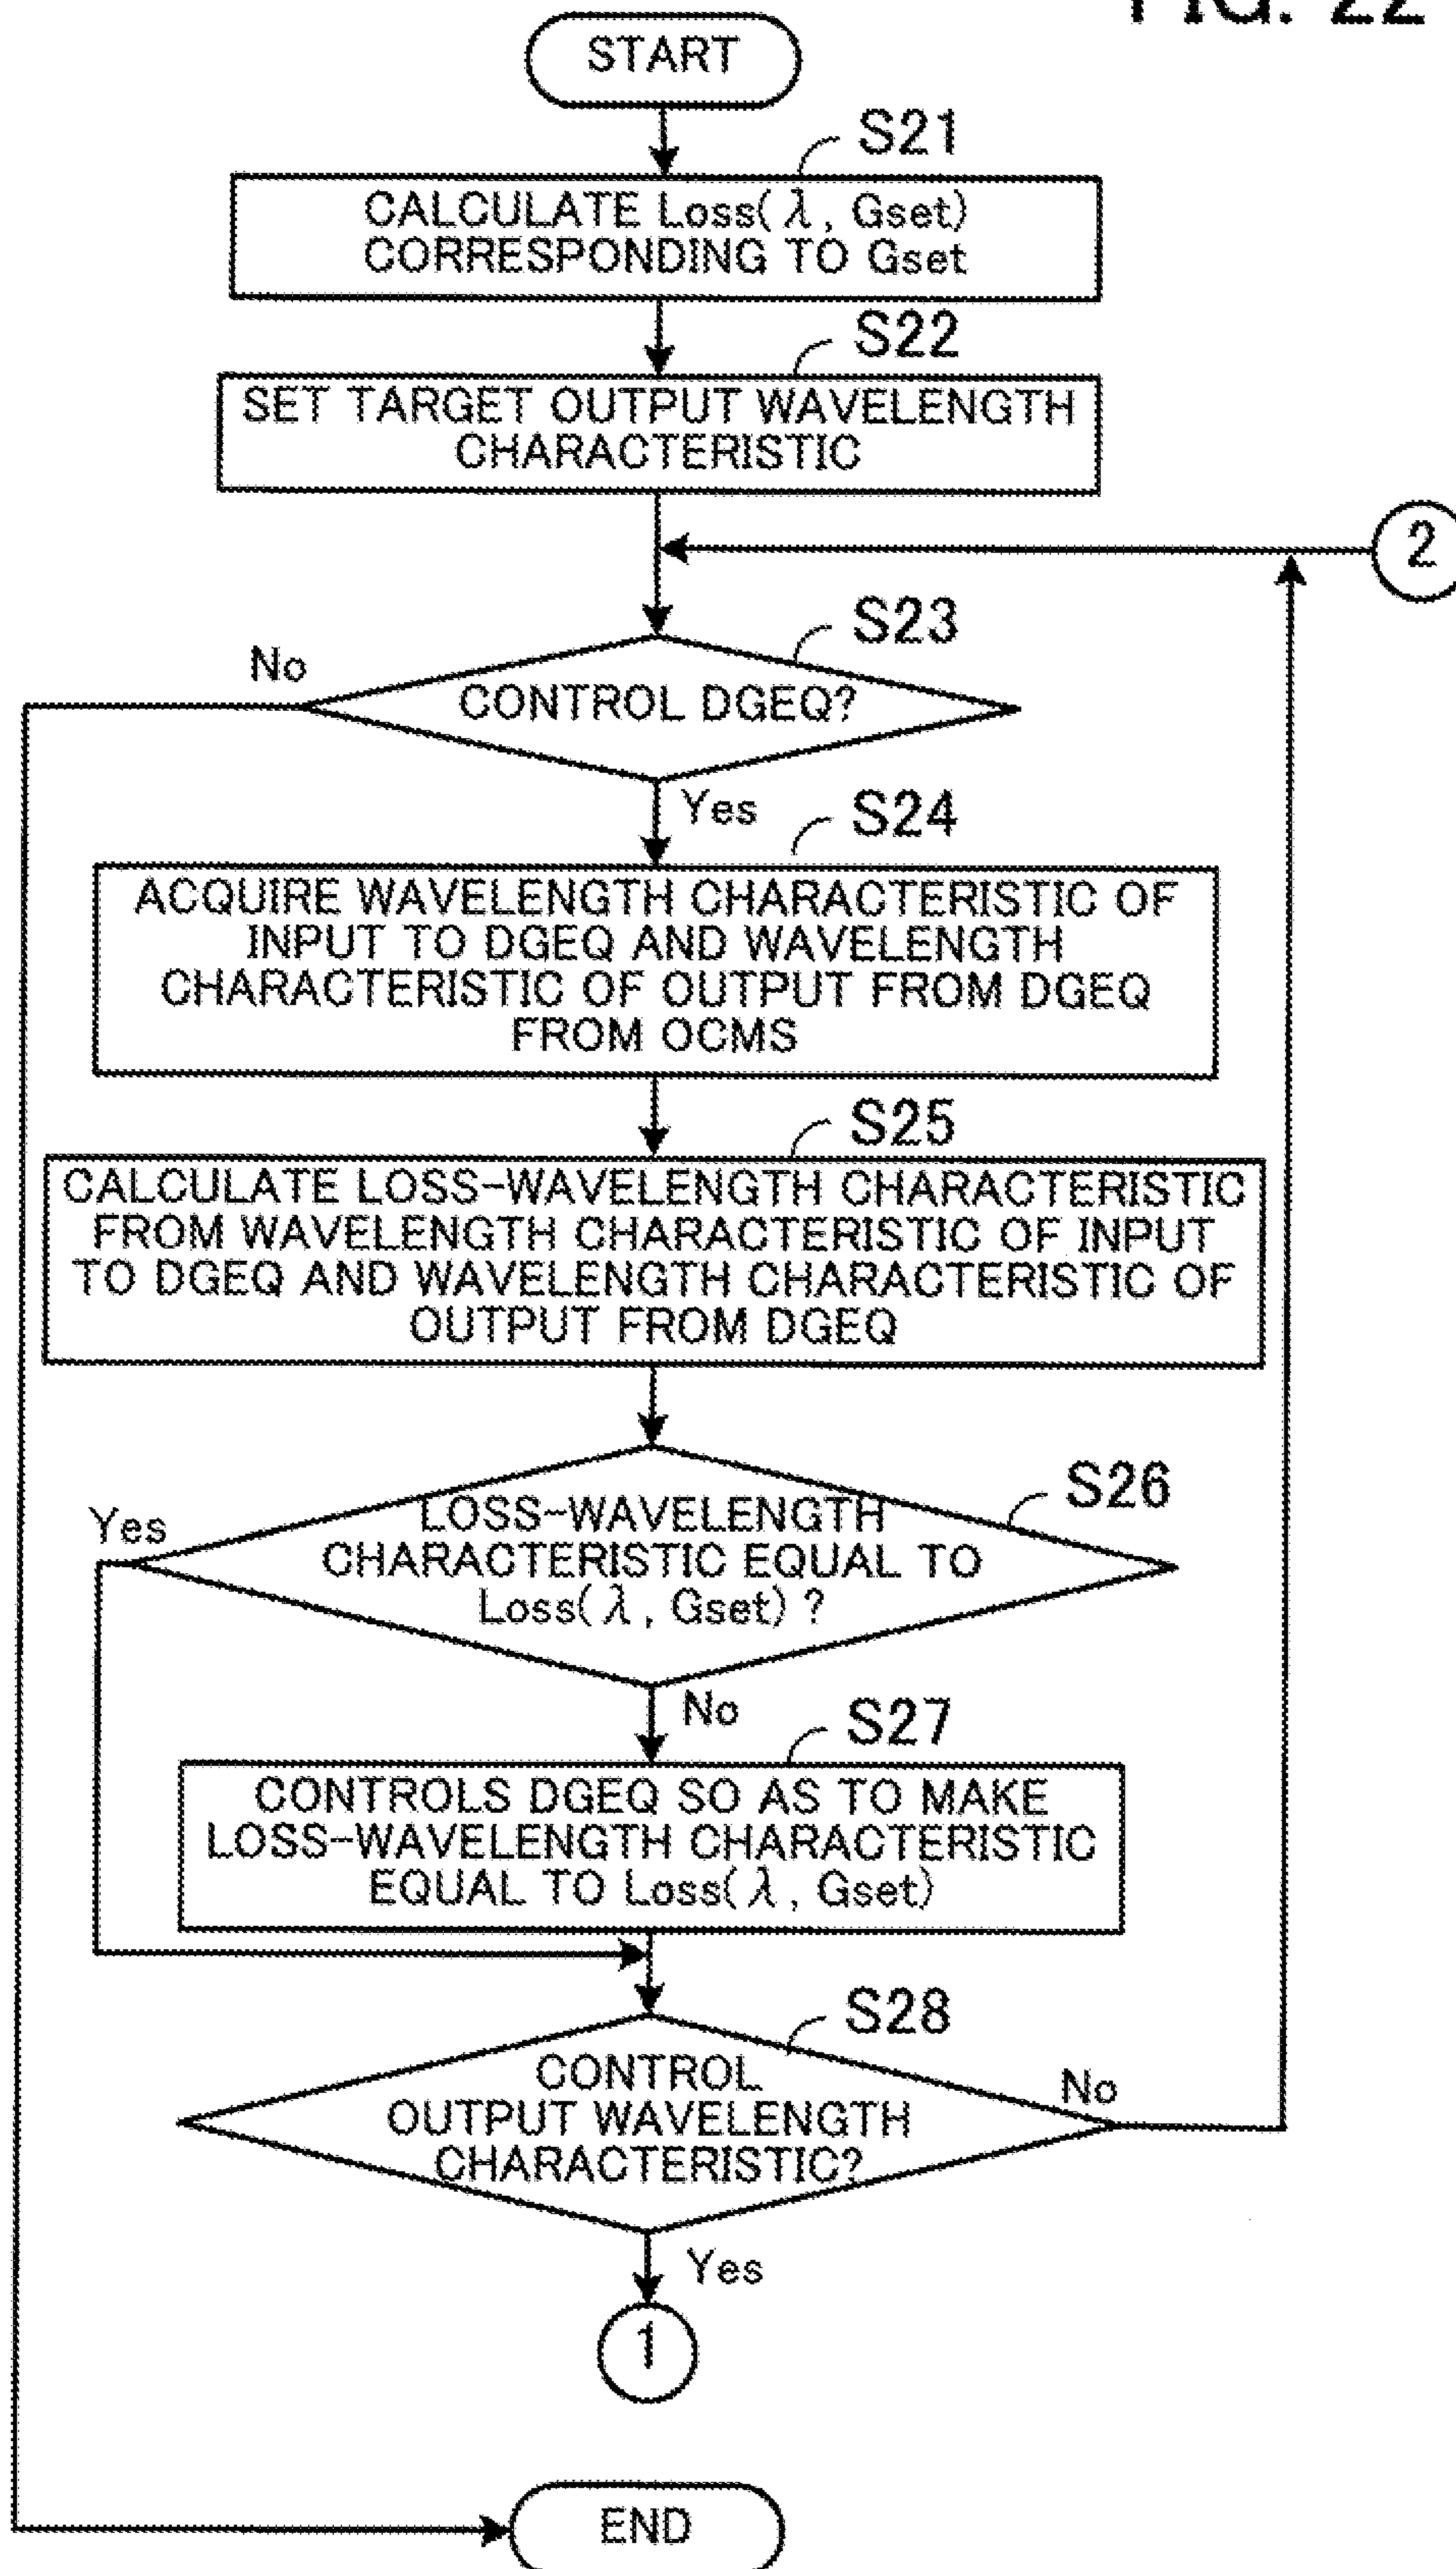 FIG. 22
START
S21
CALCULATE Loss(λ, Gset)
CORRESPONDING TO Gset
S22
SET TARGET OUTPUT WAVELENGTH
CHARACTERISTIC
2
S23
No
CONTROL DGEQ?
Yes
S24
ACQUIRE WAVELENGTH CHARACTERISTIC OF
INPUT TO DGEQ AND WAVELENGTH
CHARACTERISTIC OF OUTPUT FROM DGEQ
FROM OCMS
S25
CALCULATE LOSS-WAVELENGTH CHARACTERISTIC
FROM WAVELENGTH CHARACTERISTIC OF INPUT
TO DGEQ AND WAVELENGTH CHARACTERISTIC OF
OUTPUT FROM DGEQ
S26
Yes
LOSS-WAVELENGTH
CHARACTERISTIC EQUAL TO
Loss(λ, Gset) ?
No
S27
CONTROLS DGEQ SO AS TO MAKE
LOSS-WAVELENGTH CHARACTERISTIC
EQUAL TO Loss(λ, Gset)
S28
CONTROL
OUTPUT WAVELENGTH
CHARACTERISTIC?
No
Yes
1
END